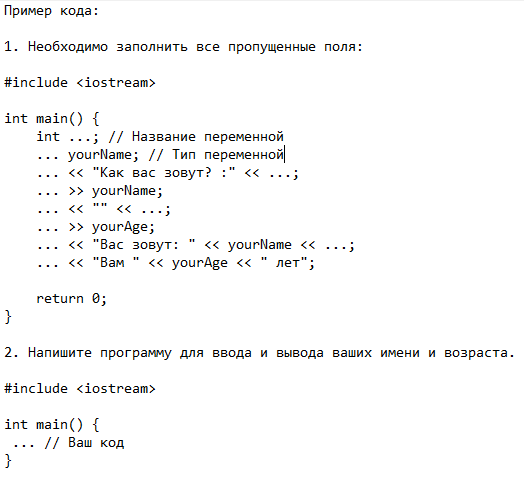 Пример кода:
1. Необходимо заполнить все пропущенные поля:
#include <iostream>
int main() {
    int ...; // Название переменной
    ... yourName; // Тип переменной
    ... << "Как вас зовут? :" << ...;
    ... >> yourName;
    ... << "" << ...;
    ... >> yourAge;
    ... << "Вас зовут: " << yourName << ...;
    ... << "Вам " << yourAge << " лет";
    return 0;
}
2. Напишите программу для ввода и вывода ваших имени и возраста.
#include <iostream>
int main() {
 ... // Ваш код
}